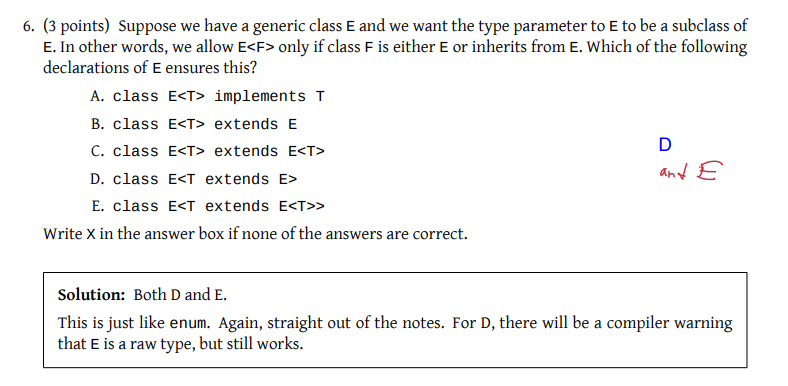 6. (3 points) Suppose we have a generic class E and we want the type parameter to E to be a subclass of
E. In other words, we allow E<F> only if class F is either E or inherits from E. Which of the following
declarations of E ensures this?
A. class E<T> implements T
B. class E<T> extends E
C. class E<T> extends E<T>
D. class E<T extends E>
E. class E<T extends E<T>>
D
and E
Write X in the answer box if none of the answers are correct.
Solution: Both D and E.
This is just like enum. Again, straight out of the notes. For D, there will be a compiler warning
that E is a raw type, but still works.